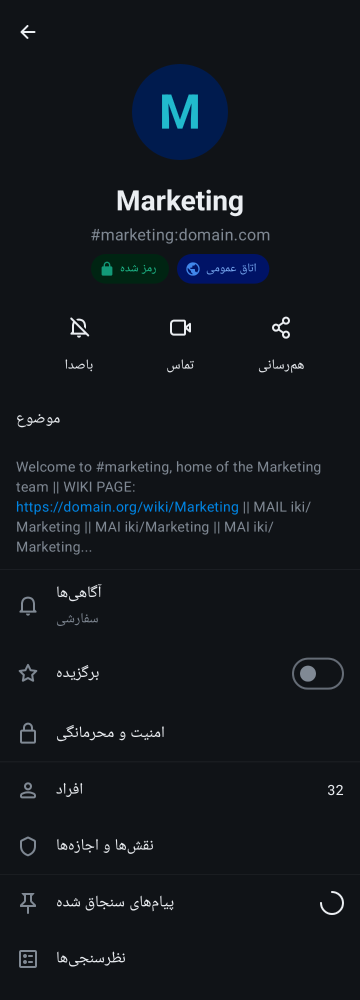 M
Marketing
#marketing:domain.com
رمز شده
اتاق عمومی
باصدا
تماس
هم‌رسانی
موضوع
Welcome to #marketing, home of the Marketing
team || WIKI PAGE:
https://domain.org/wiki/Marketing || MAIL iki/
Marketing || MAI iki/Marketing || MAI iki/
Marketing...
آگاهی‌ها
سفارشی
برگزیده
امنیت و محرمانگی
افراد
32
نقش‌ها و اجازه‌ها
پیام‌های سنجاق شده
نظرسنجی‌ها